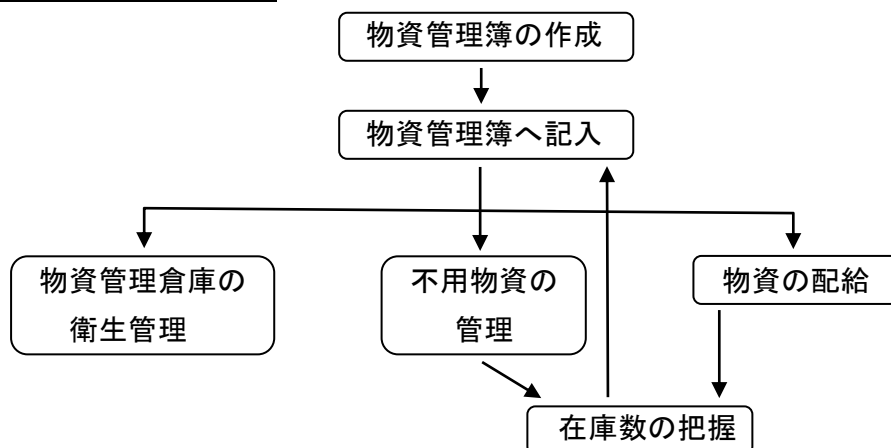 物資管理簿の作成
物資管理簿へ記入
物資管理倉庫の
衛生管理
不用物資の
管理
物資の配給
在庫数の把握